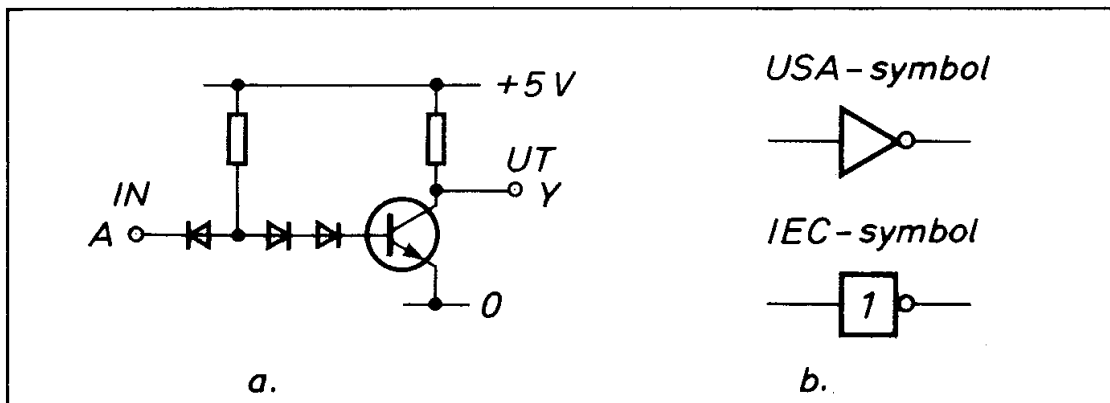 +5 V
UT
Y
IN
A
0
a.
USA-symbol
IEC-symbol
1
b.